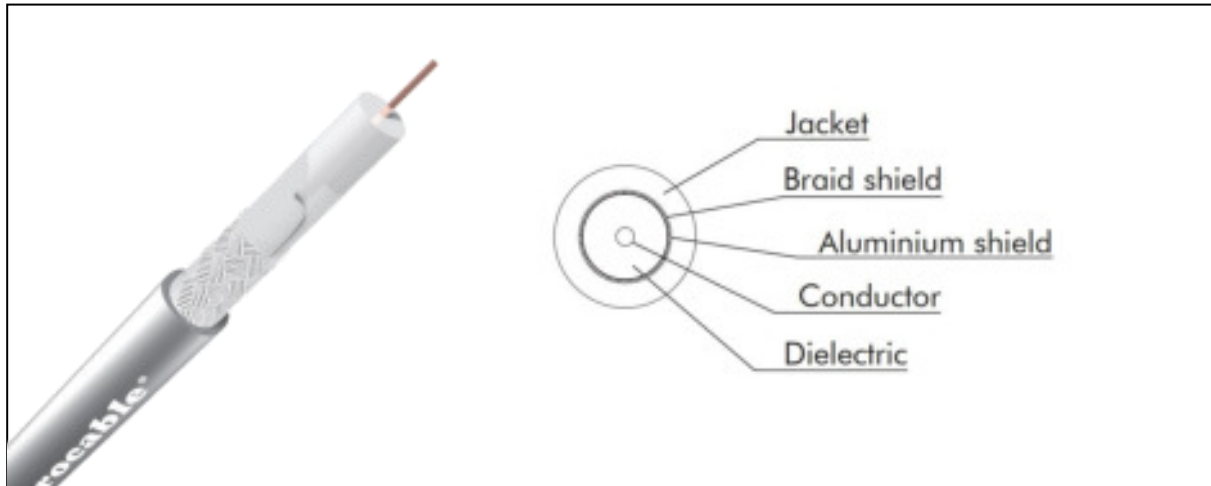 Jacket
Braid shield
Aluminium shield
Conductor
Dielectric